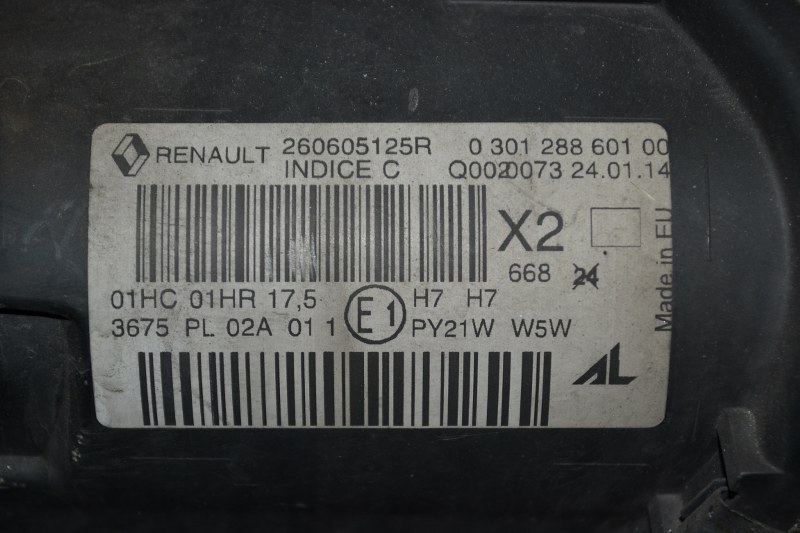 RENAULT 260605125R 0 301 288 601 00
INDICE C Q0020073 24.01.14
X2
668 24
Made in EU
01HC 01HR 17,5 E1 H7 H7
3675 PL 02A 01 1 PY21W W5W
AL